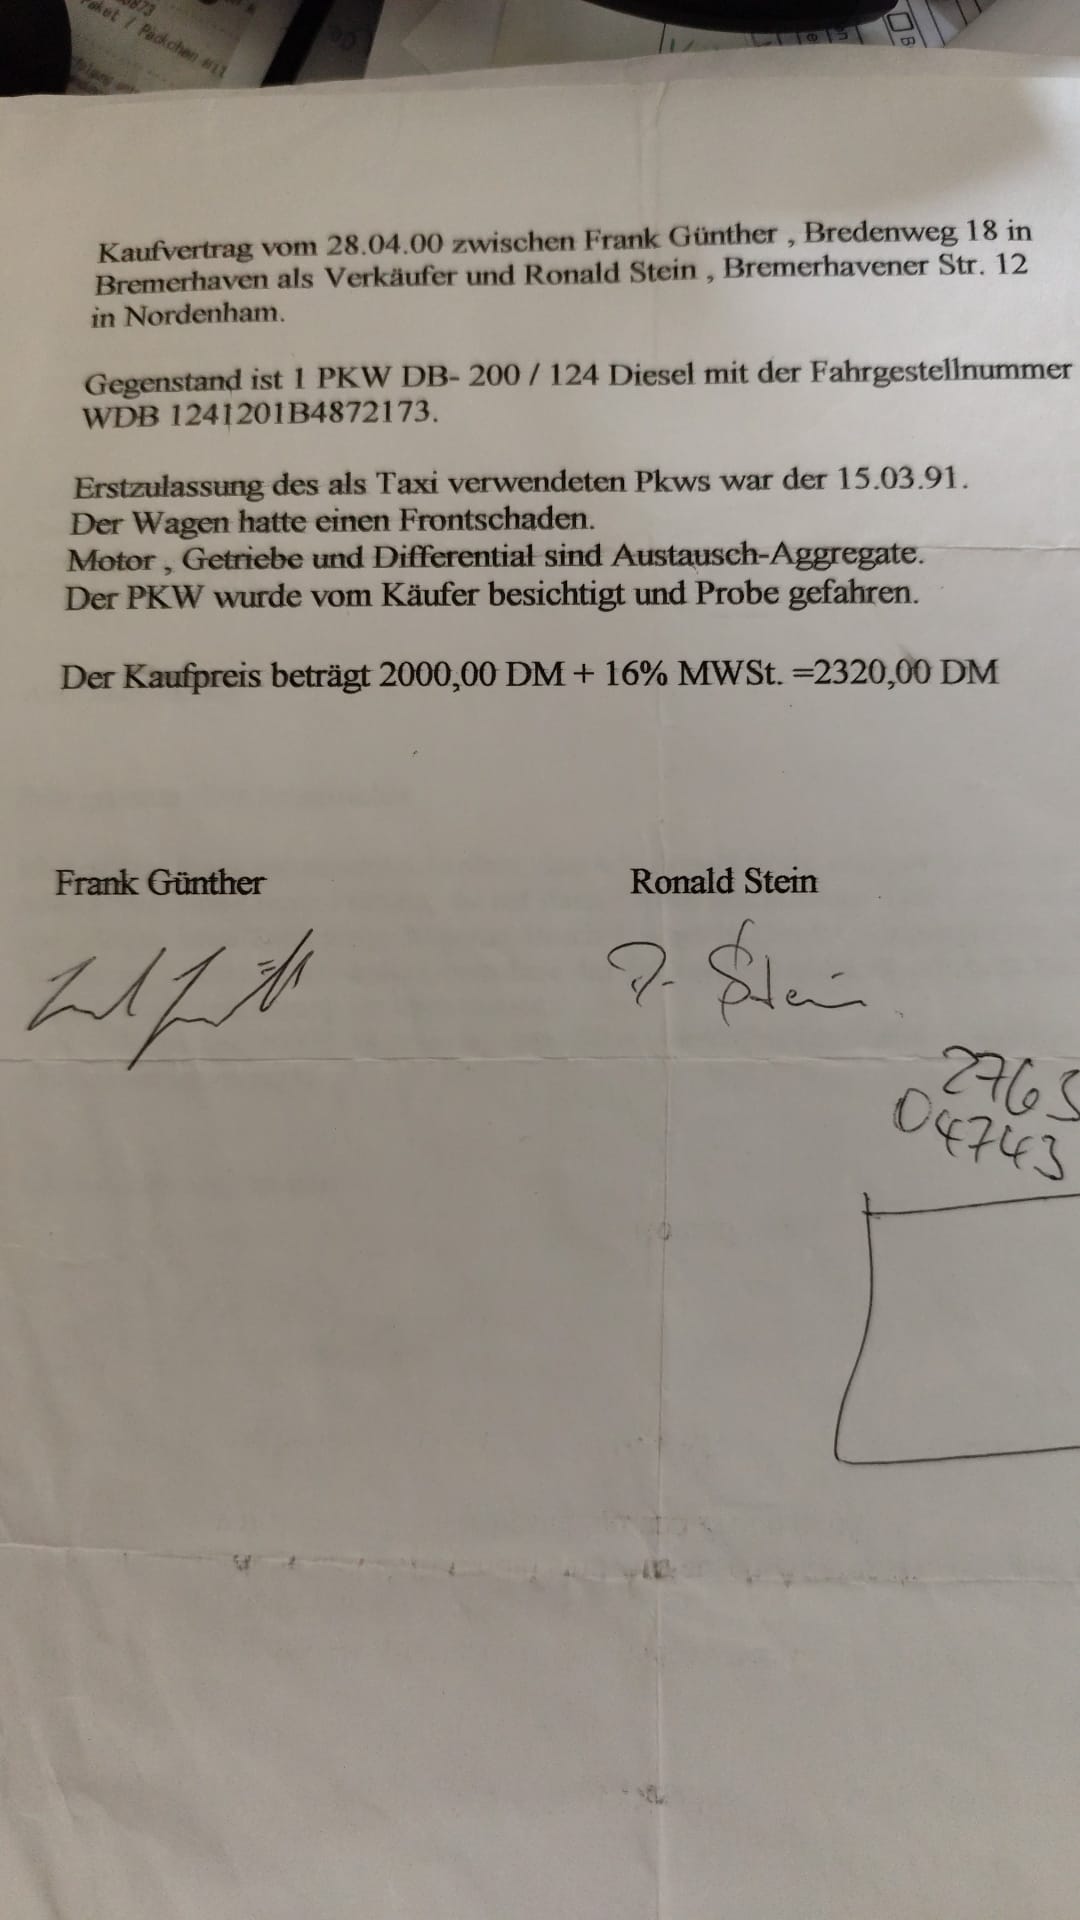 Paket / Päckchen
Kaufvertrag vom 28.04.00 zwischen Frank Günther , Bredenweg 18 in
Bremerhaven als Verkäufer und Ronald Stein , Bremerhavener Str. 12
in Nordenham.
Gegenstand ist 1 PKW DB- 200 / 124 Diesel mit der Fahrgestellnummer
WDB 1241201B4872173.
Erstzulassung des als Taxi verwendeten Pkws war der 15.03.91.
Der Wagen hatte einen Frontschaden.
Motor , Getriebe und Differential sind Austausch-Aggregate.
Der PKW wurde vom Käufer besichtigt und Probe gefahren.
Der Kaufpreis beträgt 2000,00 DM + 16% MWSt. =2320,00 DM
Frank Günther
Ronald Stein
R. Stein
2763
04743